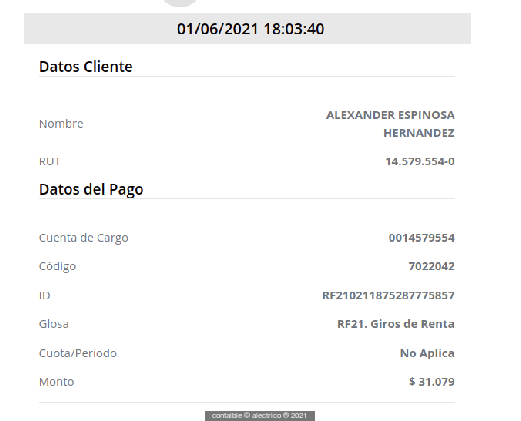 01/06/2021 18:03:40
Datos Cliente
Nombre
ALEXANDER ESPINOSA
HERNANDEZ
RUT 14.579.554-0
Datos del Pago
Cuenta de Cargo 0014579554
Código 7022042
ID RF210211875287775857
Glosa RF21. Giros de Renta
Cuota/Periodo No Aplica
Monto $ 31.079
contaible © alectrico ® 2021